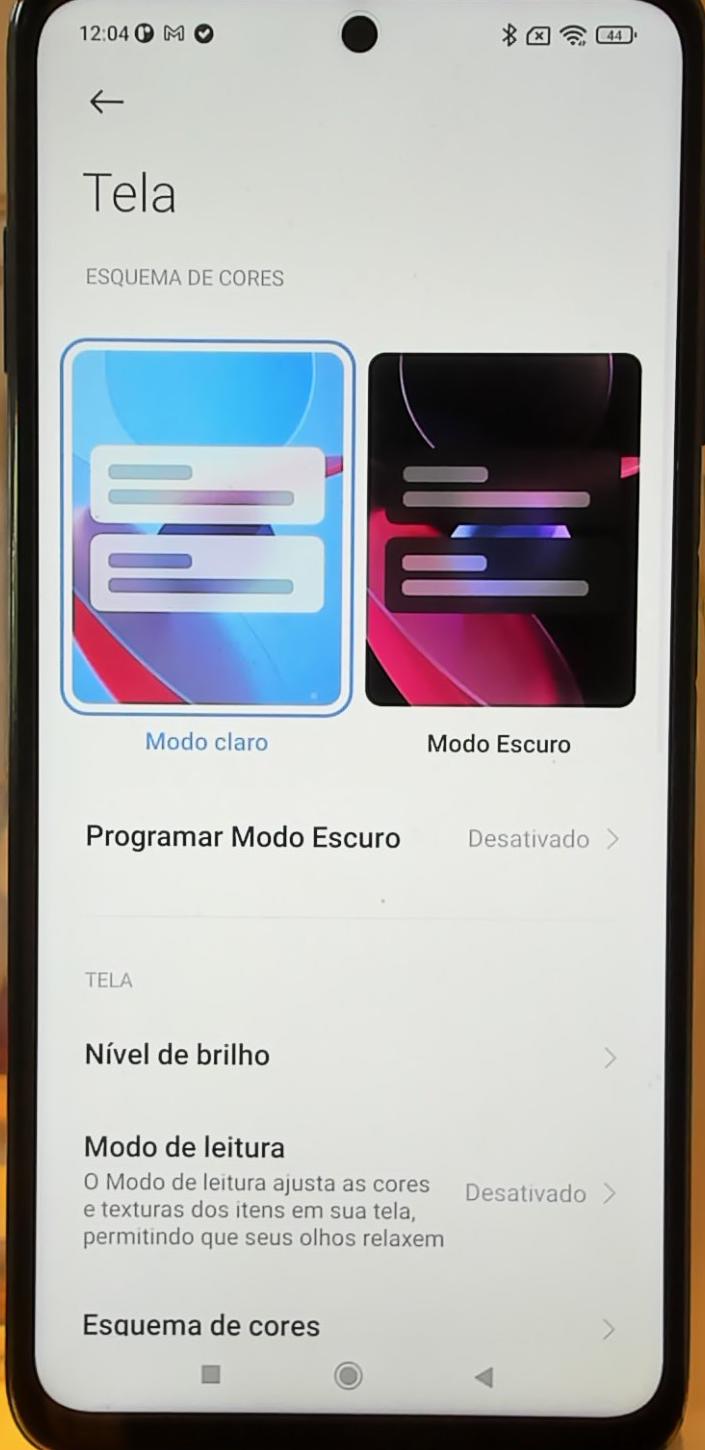 12:04
44
Tela
ESQUEMA DE CORES
Modo claro
Modo Escuro
Programar Modo Escuro
Desativado
TELA
Nível de brilho
Modo de leitura
O Modo de leitura ajusta as cores
e texturas dos itens em sua tela,
permitindo que seus olhos relaxem
Desativado
Esquema de cores